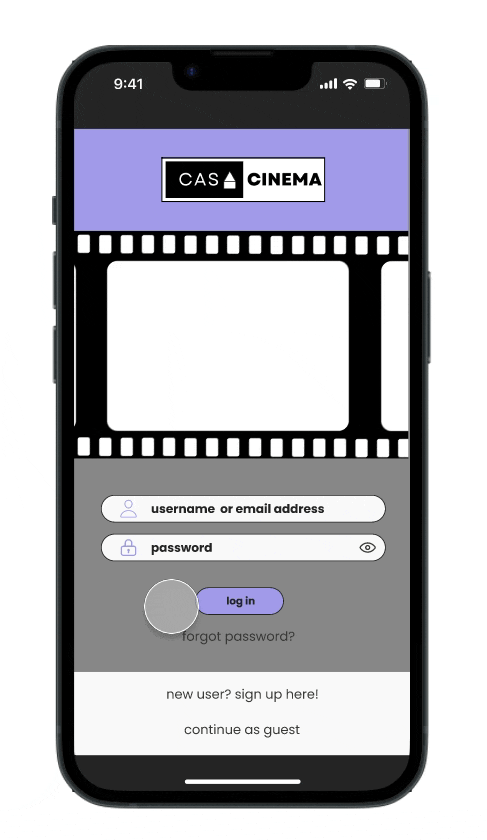 9:41
CASA CINEMA
username or email address
password
log in
forgot password?
new user? sign up here!
continue as guest